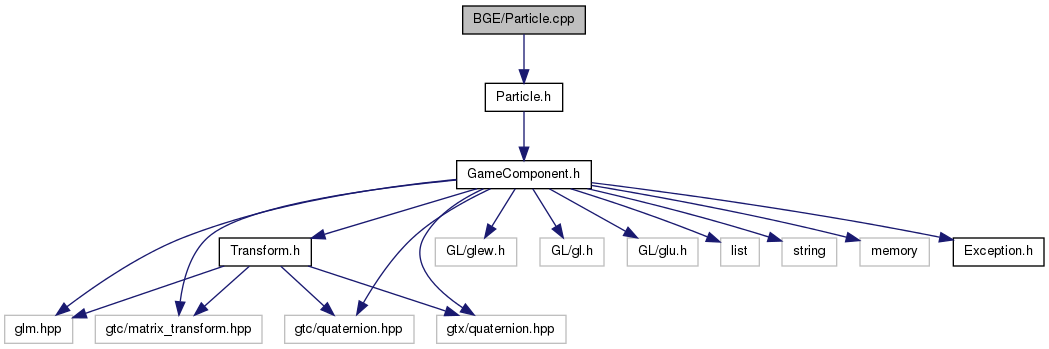 BGE/Particle.cpp
Particle.h
GameComponent.h
Transform.h
GL/glew.h
GL/gl.h
GL/glu.h
list
string
memory
Exception.h
glm.hpp
gtc/matrix_transform.hpp
gtc/quaternion.hpp
gtx/quaternion.hpp